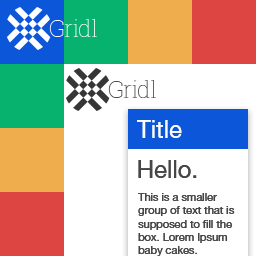 Gridl
Gridl
Title
Hello.
This is a smaller
group of text that is
supposed to fill the
box. Lorem Ipsum
baby cakes.